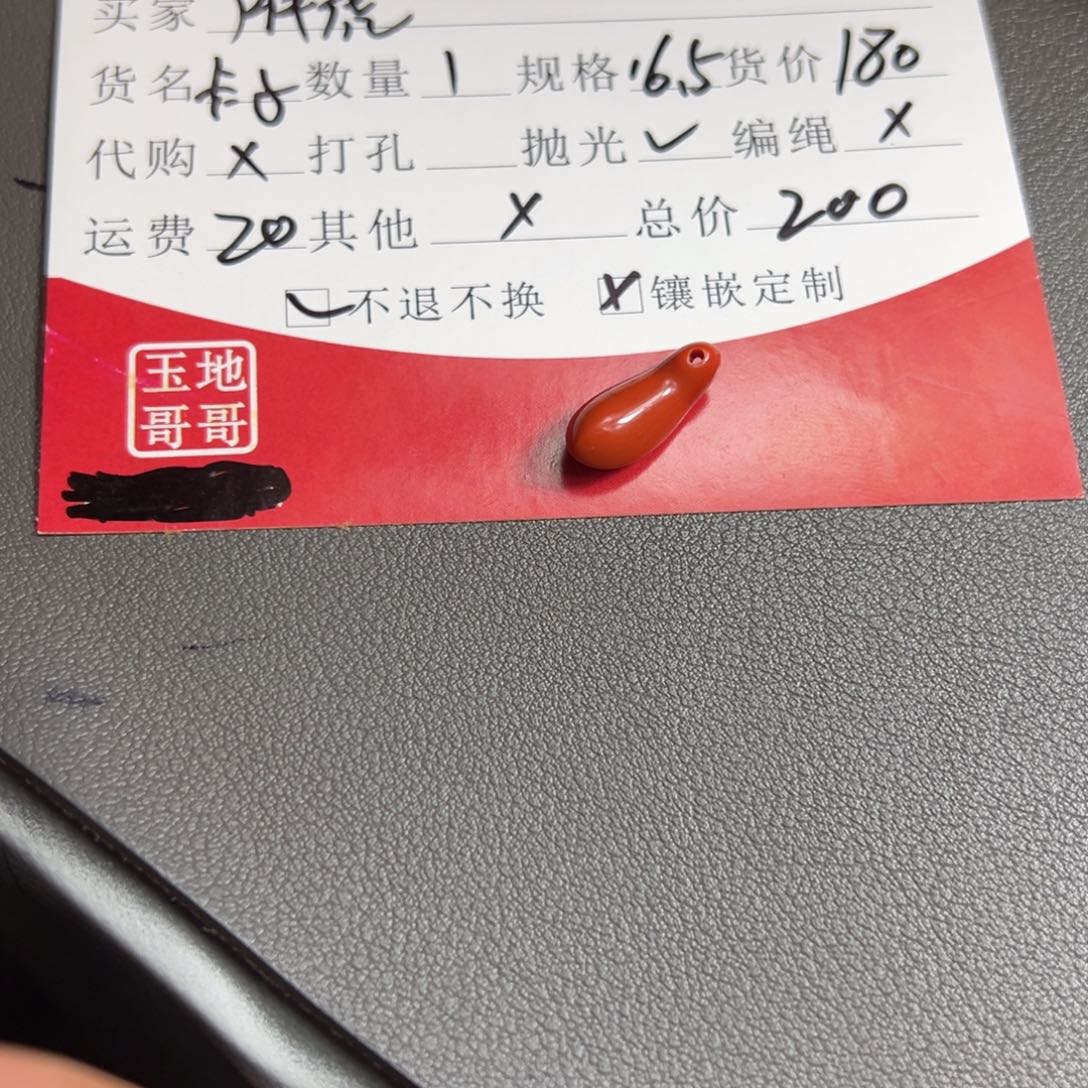 买家
货名 数量 1 规格 16.5 货价 180
代购 X 打孔 抛光 ✓ 编绳 X
运费 20 其他 X 总价 200
✓ 不退不换 X 镶嵌定制
玉地
哥哥